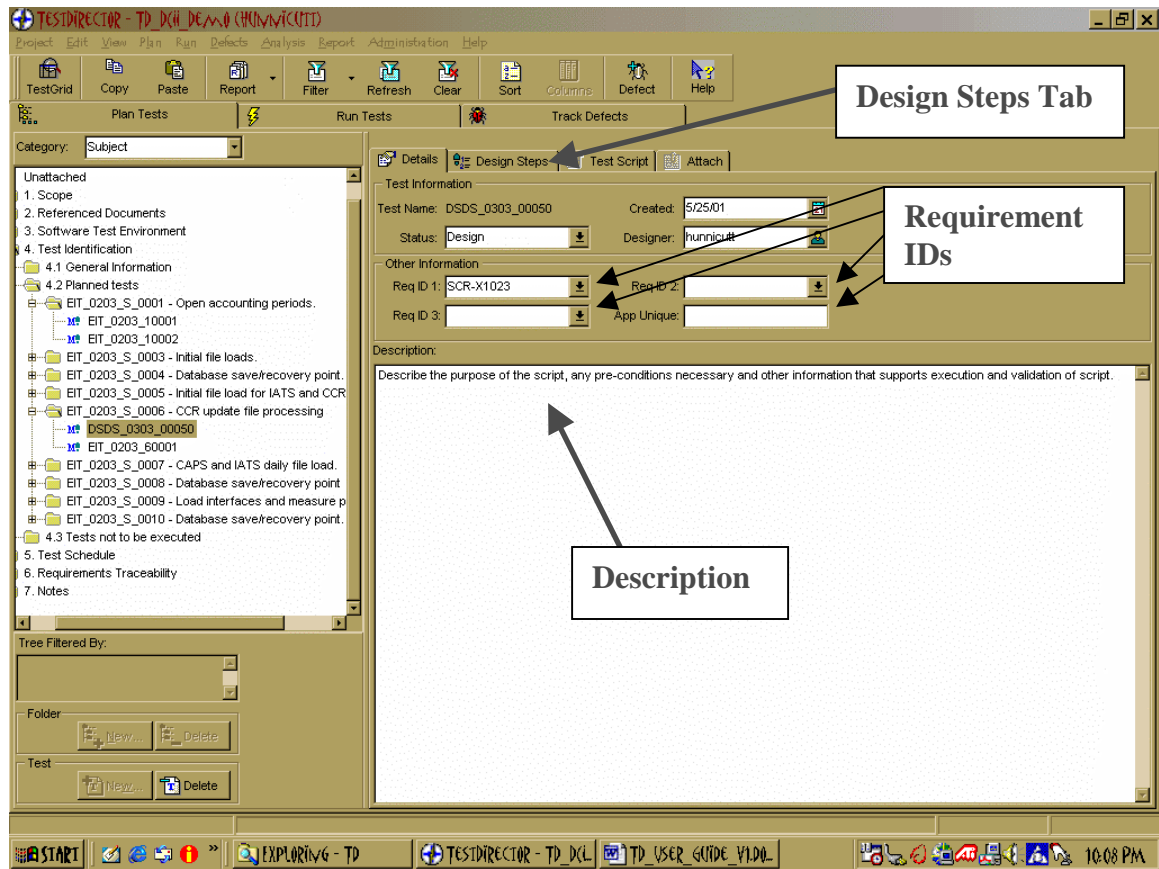 TESTDIRECTOR - TD_DCII_DEMO (HUNNICUTT)
Project Edit View Plan Run Defects Analysis Report Administration Help
TestGrid Copy Paste Report Filter Refresh Clear Sort Columns Defect Help
Plan Tests Run Tests Track Defects
Design Steps Tab
Category: Subject
Details Design Steps Test Script Attach
Unattached
1. Scope
2. Referenced Documents
3. Software Test Environment
4. Test Identification
4.1 General Information
4.2 Planned tests
EIT_0203_S_0001 - Open accounting periods.
EIT_0203_10001
EIT_0203_10002
EIT_0203_S_0003 - Initial file loads.
EIT_0203_S_0004 - Database save/recovery point.
EIT_0203_S_0005 - Initial file load for IATS and CCR
EIT_0203_S_0006 - CCR update file processing
DSDS_0303_00050
EIT_0203_60001
EIT_0203_S_0007 - CAPS and IATS daily file load.
EIT_0203_S_0008 - Database save/recovery point
EIT_0203_S_0009 - Load interfaces and measure p
EIT_0203_S_0010 - Database save/recovery point.
4.3 Tests not to be executed
5. Test Schedule
6. Requirements Traceability
7. Notes
Test Information
Test Name: DSDS_0303_00050 Created: 5/25/01
Status: Design Designer: hunnicutt
Other Information
Req ID 1: SCR-X1023 Req ID 2:
Req ID 3: App Unique:
Requirement
IDs
Description:
Describe the purpose of the script, any pre-conditions necessary and other information that supports execution and validation of script.
Description
Tree Filtered By:
Folder
New... Delete
Test
New... Delete
START » EXPLORING - TD TESTDIRECTOR - TD_DCI... TD_USER_GUIDE_V1.DO... 10:08 PM